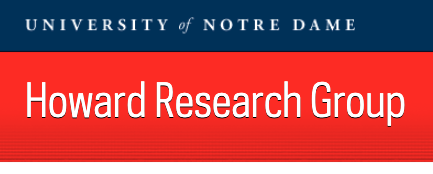 UNIVERSITY of NOTRE DAME
Howard Research Group